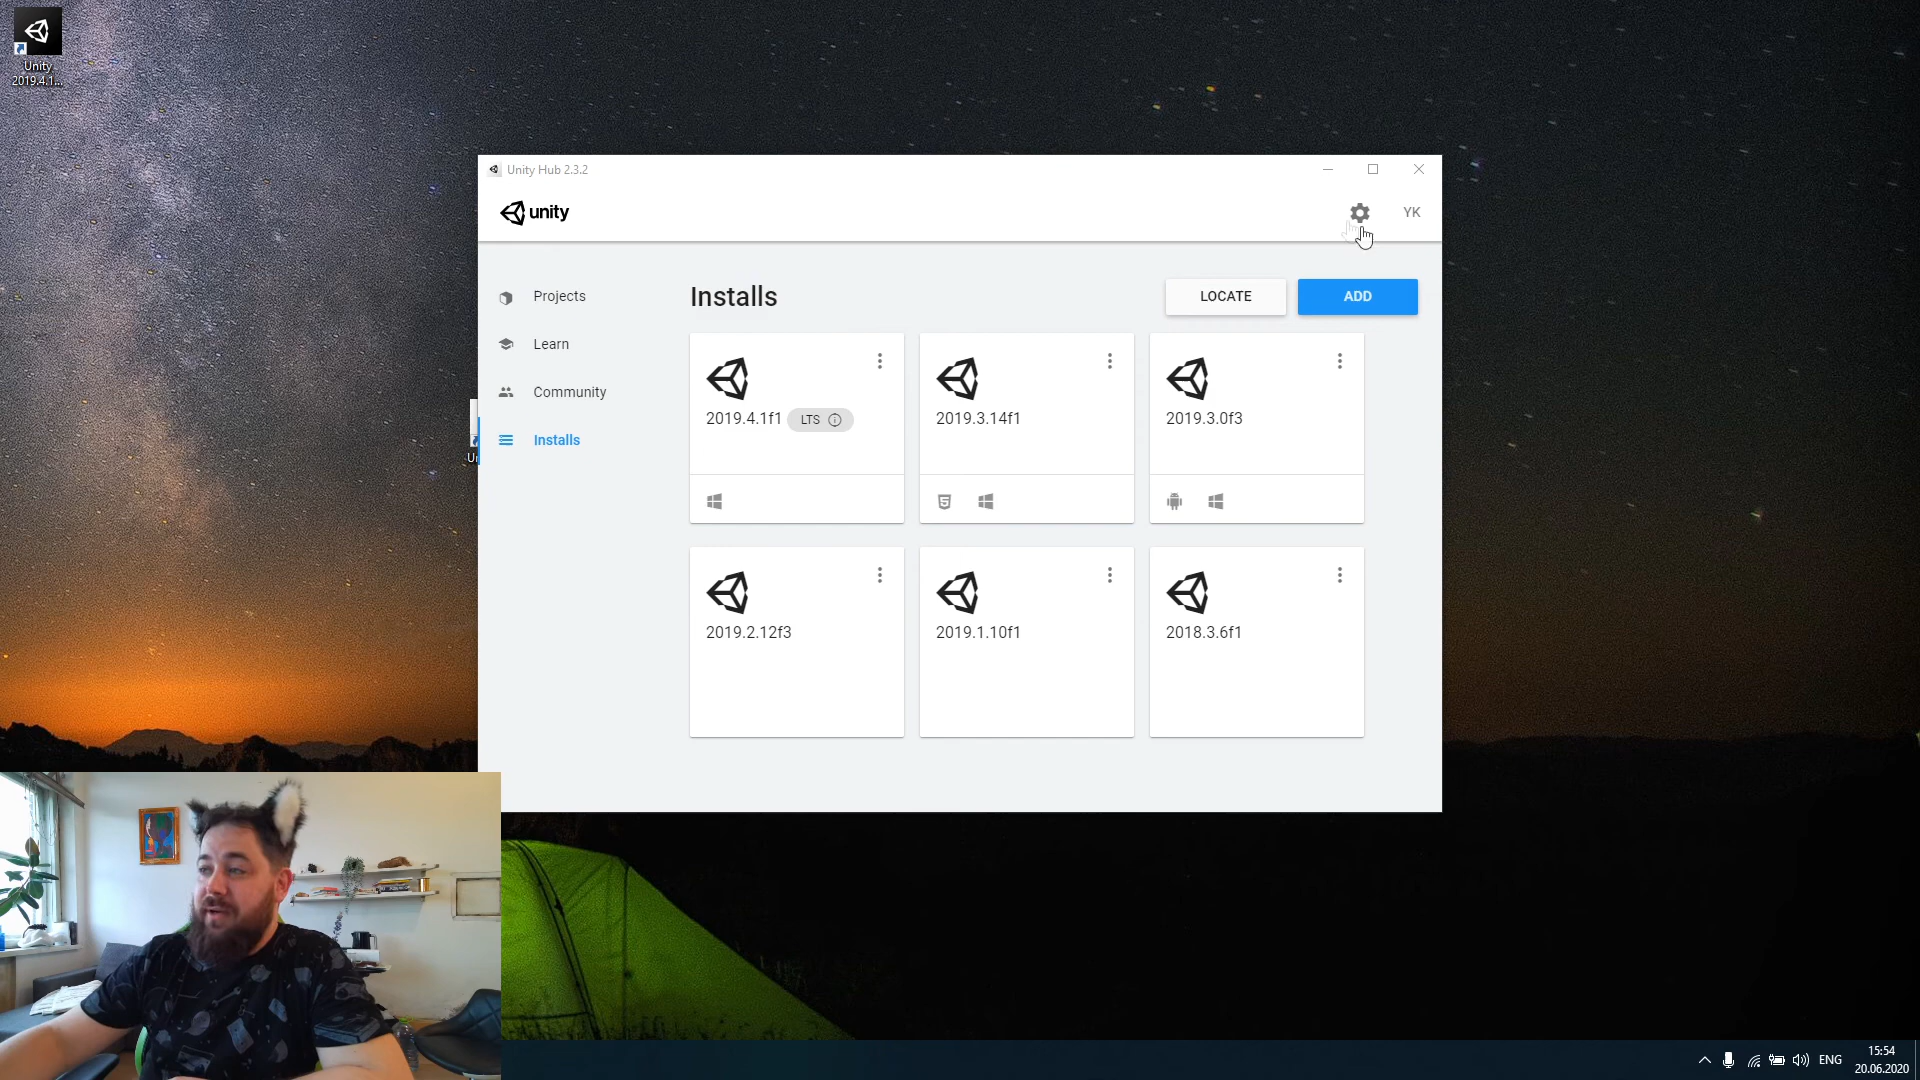 Unity
2019.4.1...
Unity Hub 2.3.2
unity
YK
Projects
Learn
Community
Installs
Installs
LOCATE
ADD
2019.4.1f1
LTS
2019.3.14f1
2019.3.0f3
2019.2.12f3
2019.1.10f1
2018.3.6f1
Un
ENG
15:54
20.06.2020